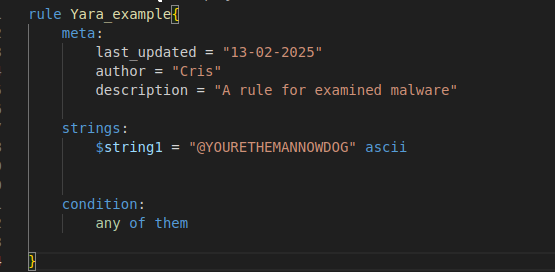 rule Yara_example{
meta:
last_updated = "13-02-2025"
author = "Cris"
description = "A rule for examined malware"
strings:
$string1 = "@YOURETHEMANNOWDOG" ascii
condition:
any of them
}